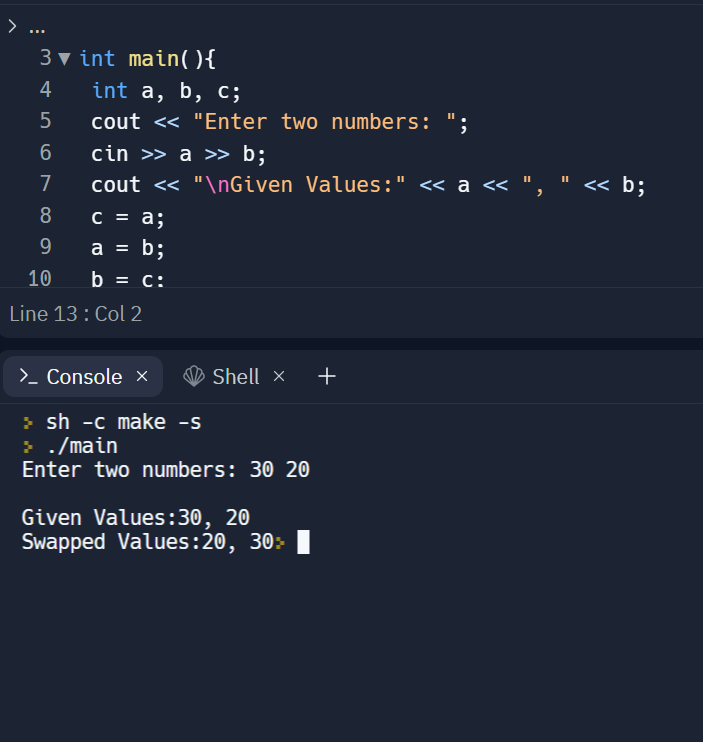 > ...
3 ▼ int main(){
4 int a, b, c;
5 cout << "Enter two numbers: ";
6 cin >> a >> b;
7 cout << "\nGiven Values:" << a << ", " << b;
8 c = a;
9 a = b;
10 b = c;
Line 13 : Col 2
>_ Console × Shell × +
> sh -c make -s
> ./main
Enter two numbers: 30 20
Given Values:30, 20
Swapped Values:20, 30>